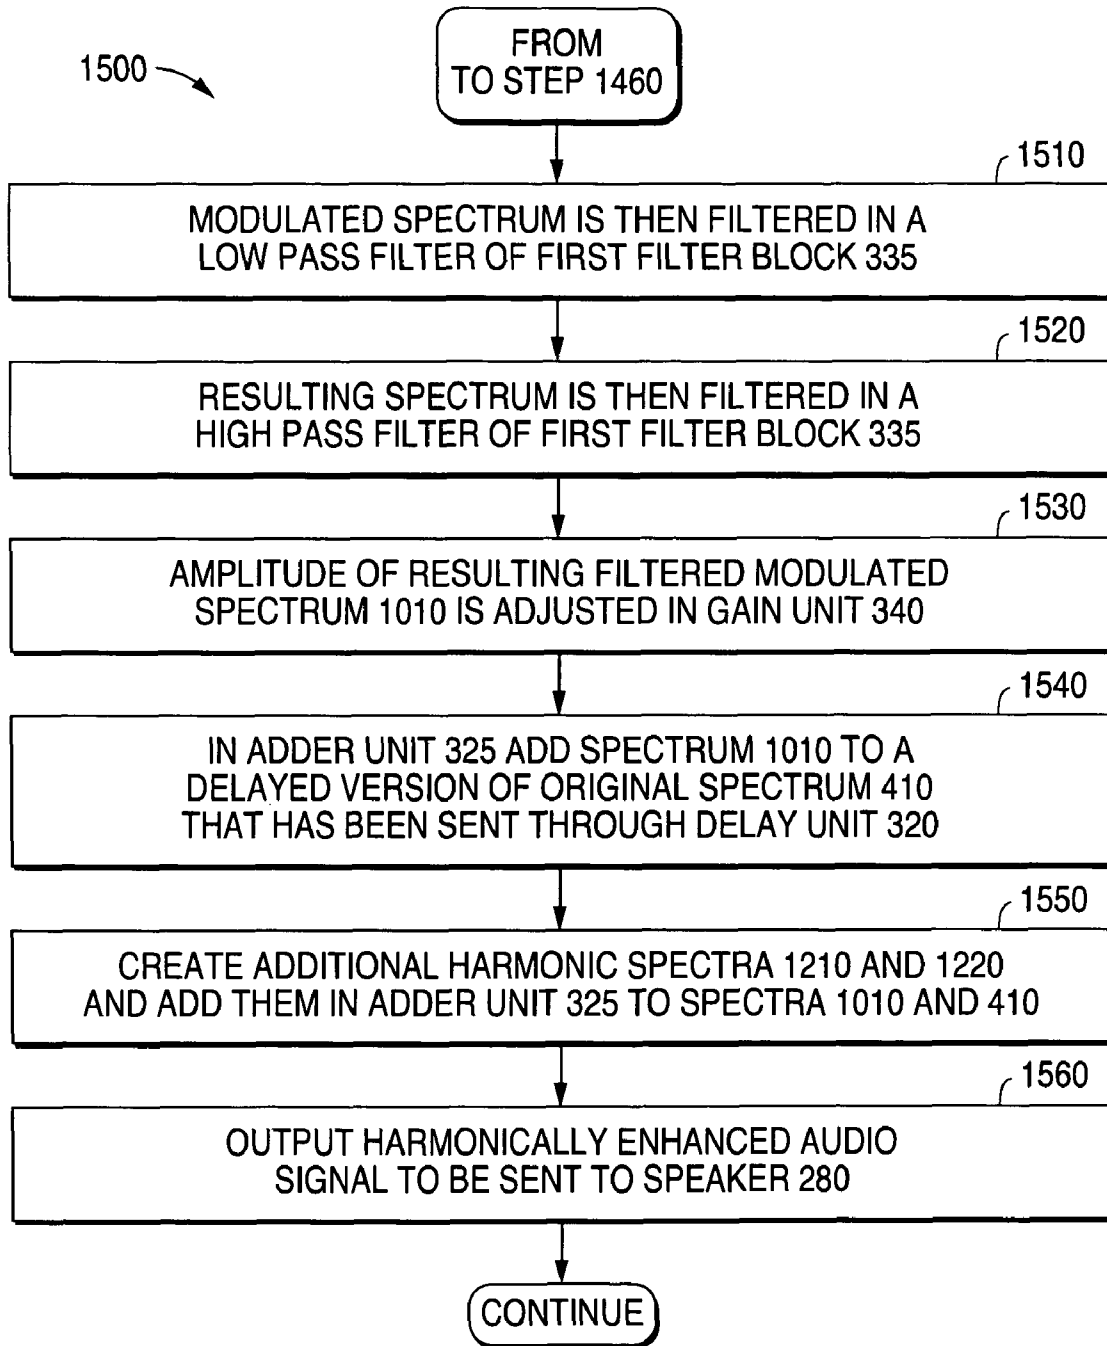 FROM
TO STEP 1460
1500
1510
MODULATED SPECTRUM IS THEN FILTERED IN A
LOW PASS FILTER OF FIRST FILTER BLOCK 335
1520
RESULTING SPECTRUM IS THEN FILTERED IN A
HIGH PASS FILTER OF FIRST FILTER BLOCK 335
1530
AMPLITUDE OF RESULTING FILTERED MODULATED
SPECTRUM 1010 IS ADJUSTED IN GAIN UNIT 340
1540
IN ADDER UNIT 325 ADD SPECTRUM 1010 TO A
DELAYED VERSION OF ORIGINAL SPECTRUM 410
THAT HAS BEEN SENT THROUGH DELAY UNIT 320
1550
CREATE ADDITIONAL HARMONIC SPECTRA 1210 AND 1220
AND ADD THEM IN ADDER UNIT 325 TO SPECTRA 1010 AND 410
1560
OUTPUT HARMONICALLY ENHANCED AUDIO
SIGNAL TO BE SENT TO SPEAKER 280
CONTINUE